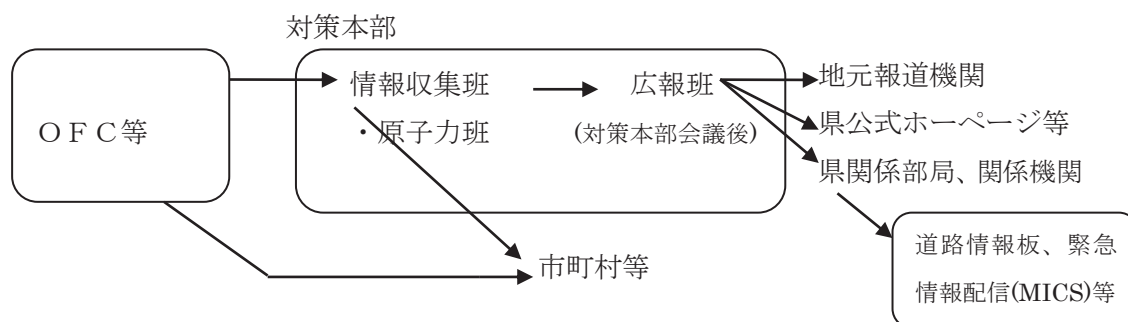 対策本部
ＯＦＣ等
情報収集班
・原子力班
広報班
(対策本部会議後)
地元報道機関
県公式ホーページ等
県関係部局、関係機関
市町村等
道路情報板、緊急
情報配信(MICS)等